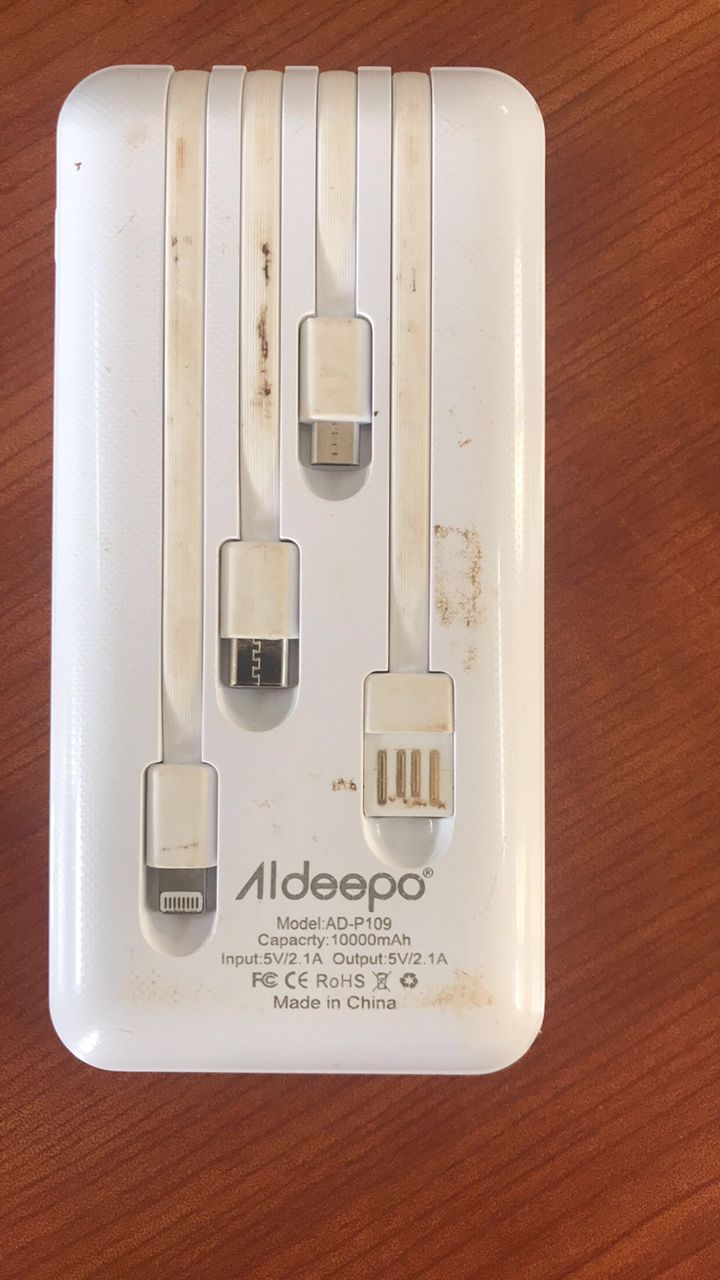 Aldeepo®
Model:AD-P109
Capacrty:10000mAh
Input:5V/2.1A Output:5V/2.1A
FC CE RoHS
Made in China